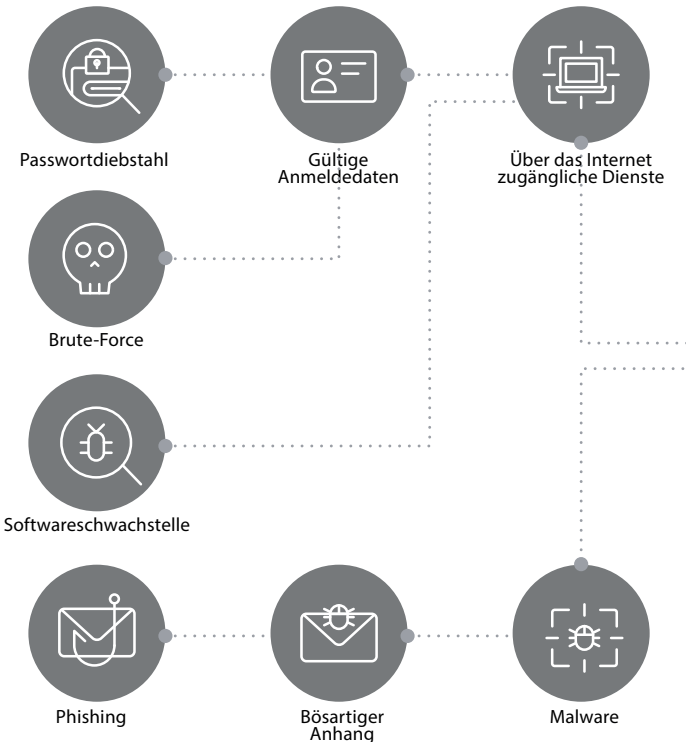 Passwortdiebstahl
Gültige
Anmeldedaten
Über das Internet
zugängliche Dienste
Brute-Force
Softwareschwachstelle
Phishing
Bösartiger
Anhang
Malware